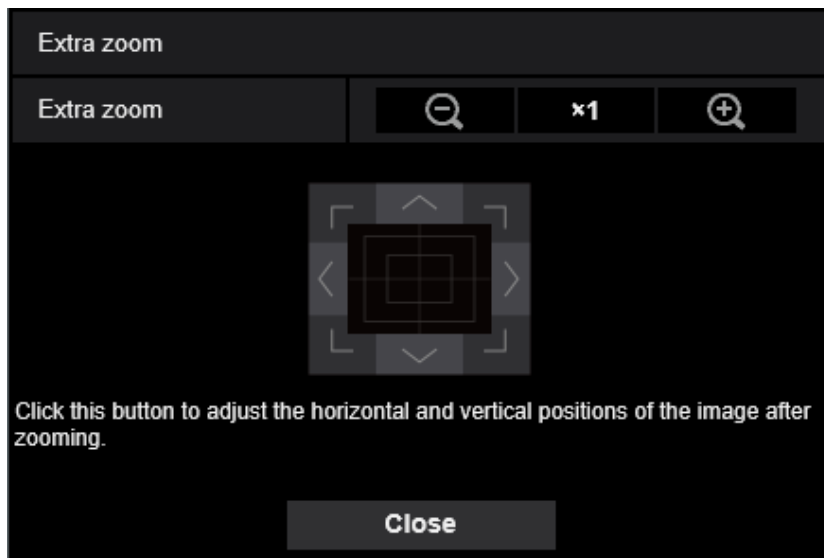 Extra zoom
Extra zoom
×1
Click this button to adjust the horizontal and vertical positions of the image after
zooming.
Close